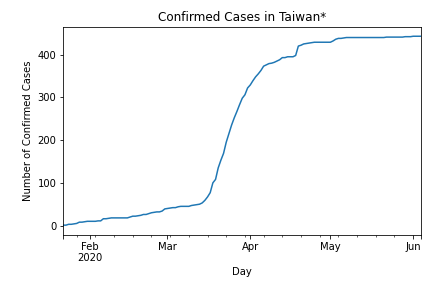 Confirmed Cases in Taiwan*
Number of Confirmed Cases
400
300
200
100
0
Feb Mar Apr May Jun
2020
Day